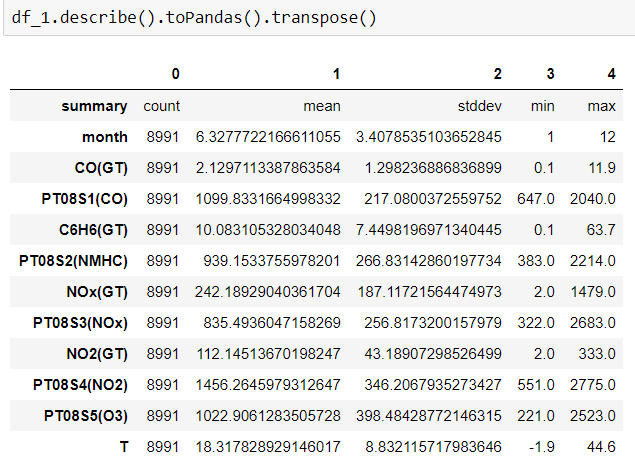 df_1.describe().toPandas().transpose()
0 1 2 3 4
summary count mean stddev min max
month 8991 6.3277722166611055 3.4078535103652845 1 12
CO(GT) 8991 2.1297113387863584 1.298236886836899 0.1 11.9
PT08S1(CO) 8991 1099.8331664998332 217.0800372559752 647.0 2040.0
C6H6(GT) 8991 10.083105328034048 7.4498196971340445 0.1 63.7
PT08S2(NMHC) 8991 939.1533755978201 266.83142860197734 383.0 2214.0
NOx(GT) 8991 242.18929040361704 187.11721564474973 2.0 1479.0
PT08S3(NOx) 8991 835.4936047158269 256.8173200157979 322.0 2683.0
NO2(GT) 8991 112.14513670198247 43.18907298526499 2.0 333.0
PT08S4(NO2) 8991 1456.2645979312647 346.2067935273427 551.0 2775.0
PT08S5(O3) 8991 1022.9061283505728 398.48428772146315 221.0 2523.0
T 8991 18.317828929146017 8.832115717983646 -1.9 44.6